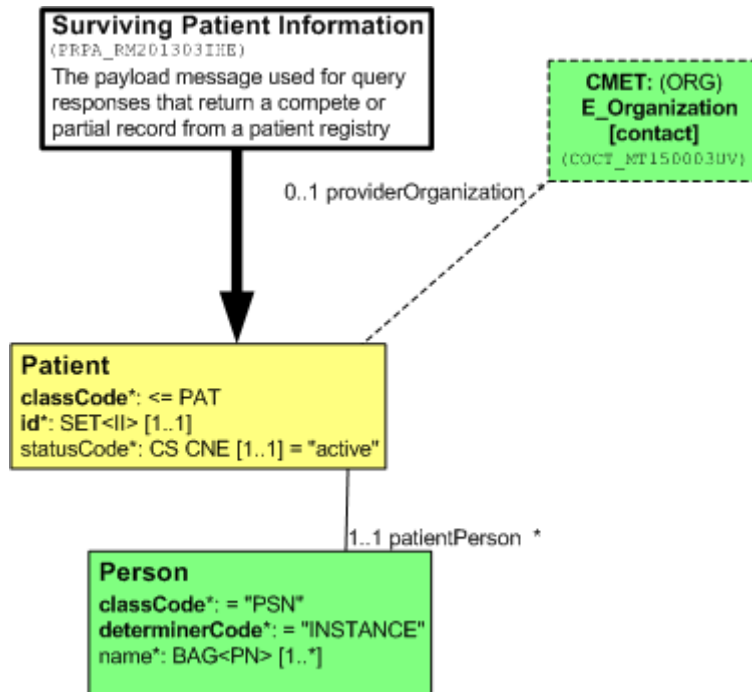 Surviving Patient Information
(PRPA_RM201303IHE)
The payload message used for query
responses that return a compete or
partial record from a patient registry
CMET: (ORG)
E_Organization
[contact]
(COCT_MT150003UV)
0..1 providerOrganization
Patient
classCode*: <= PAT
id*: SET<II> [1..1]
statusCode*: CS CNE [1..1] = "active"
1..1 patientPerson *
Person
classCode*: = "PSN"
determinerCode*: = "INSTANCE"
name*: BAG<PN> [1..*]